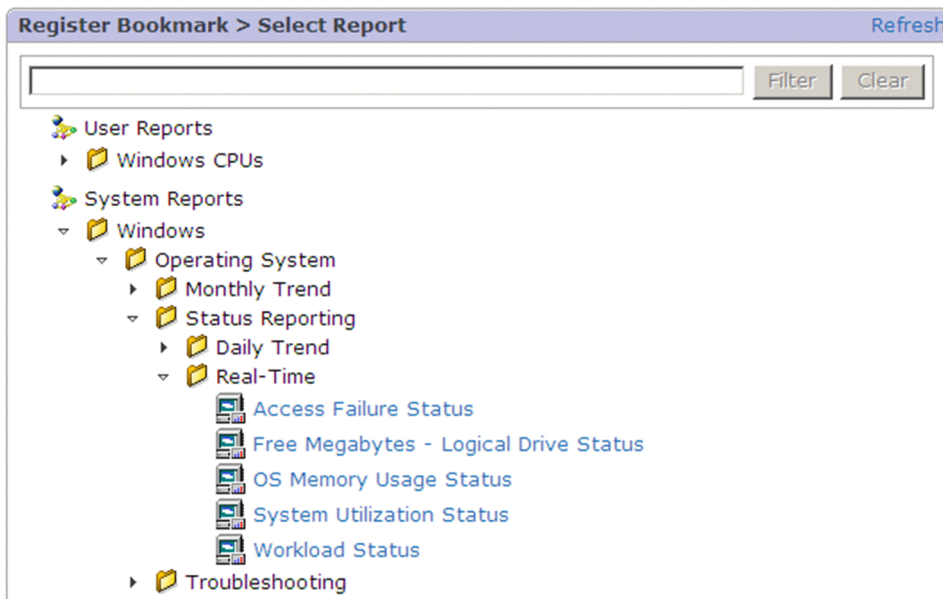 Register Bookmark > Select Report Refresh
Filter Clear
User Reports
Windows CPUs
System Reports
Windows
Operating System
Monthly Trend
Status Reporting
Daily Trend
Real-Time
Access Failure Status
Free Megabytes - Logical Drive Status
OS Memory Usage Status
System Utilization Status
Workload Status
Troubleshooting